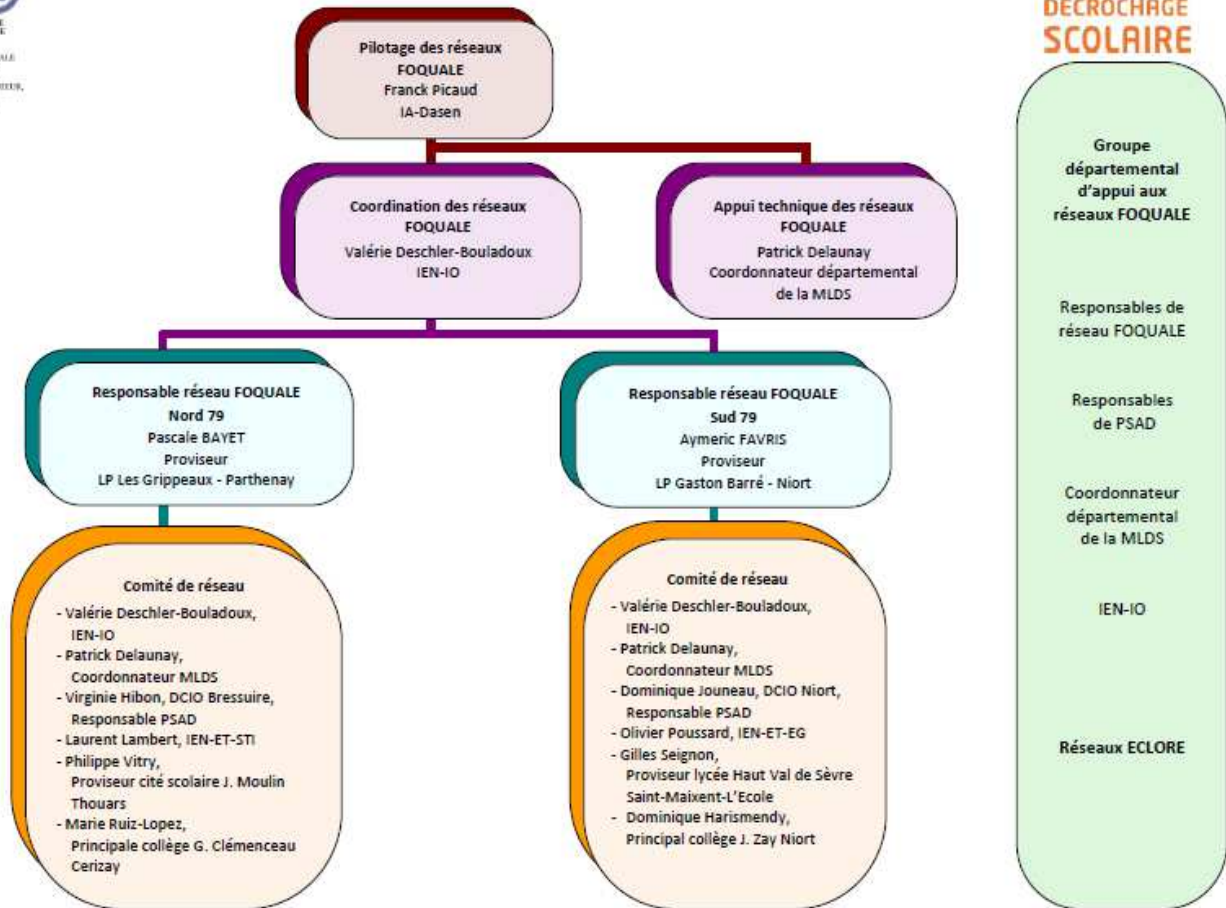 DÉCROCHAGE
SCOLAIRE
Pilotage des réseaux
FOQUALE
Franck Picaud
IA-Dasen
Coordination des réseaux
FOQUALE
Valérie Deschler-Bouladoux
IEN-IO
Appui technique des réseaux
FOQUALE
Patrick Delaunay
Coordonnateur départemental
de la MLDS
Responsable réseau FOQUALE
Nord 79
Pascale BAYET
Proviseur
LP Les Grippeaux - Parthenay
Responsable réseau FOQUALE
Sud 79
Aymeric FAVRIS
Proviseur
LP Gaston Barré - Niort
Comité de réseau
- Valérie Deschler-Bouladoux,
IEN-IO
- Patrick Delaunay,
Coordonnateur MLDS
- Virginie Hibon, DCIO Bressuire,
Responsable PSAD
- Laurent Lambert, IEN-ET-STI
- Philippe Vitry,
Proviseur cité scolaire J. Moulin
Thouars
- Marie Ruiz-Lopez,
Principale collège G. Clémenceau
Cerizay
Comité de réseau
- Valérie Deschler-Bouladoux,
IEN-IO
- Patrick Delaunay,
Coordonnateur MLDS
- Dominique Jouneau, DCIO Niort,
Responsable PSAD
- Olivier Poussard, IEN-ET-EG
- Gilles Seignon,
Proviseur lycée Haut Val de Sèvre
Saint-Maixent-L'Ecole
- Dominique Harismendy,
Principal collège J. Zay Niort
Groupe
départemental
d'appui aux
réseaux FOQUALE
Responsables de
réseau FOQUALE
Responsables
de PSAD
Coordonnateur
départemental
de la MLDS
IEN-IO
Réseaux ECLORE